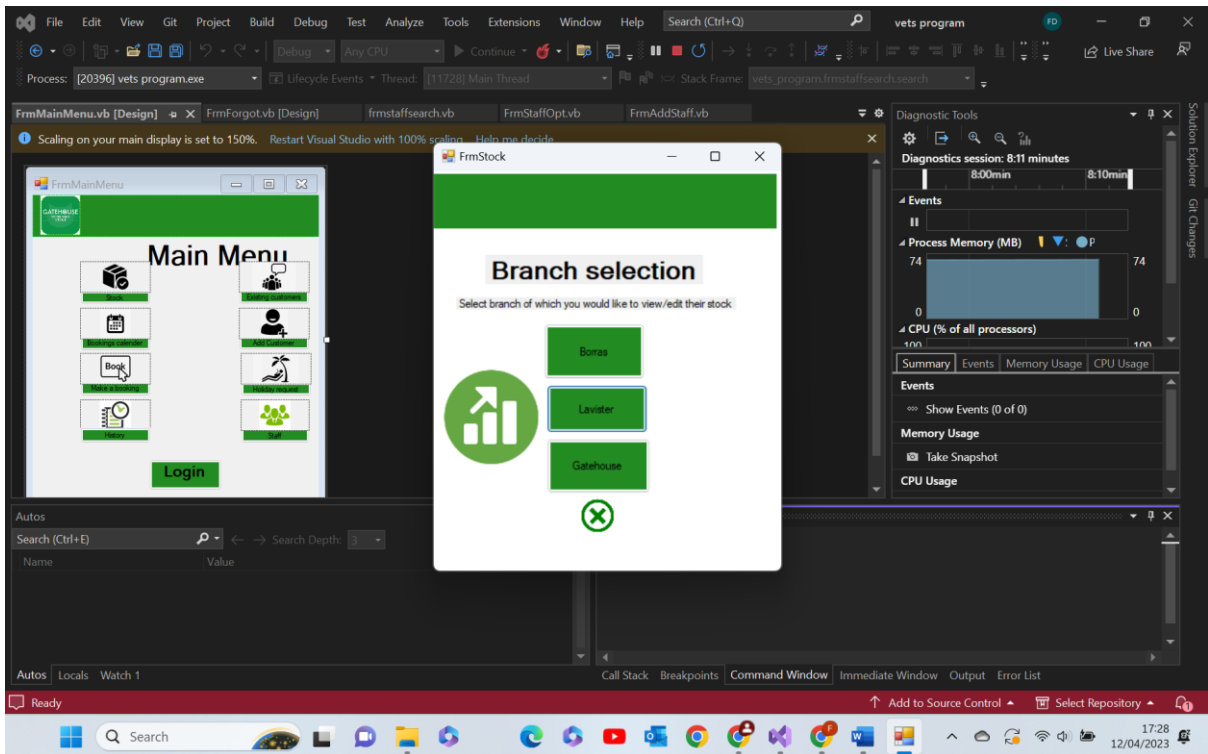 File Edit View Git Project Build Debug Test Analyze Tools Extensions Window Help Search (Ctrl+Q) vets program FD
Debug Any CPU Continue Live Share
Process: [20396] vets program.exe Lifecycle Events Thread: [11728] Main Thread Stack Frame: vets_program.frmstaffsearch.search
FrmMainMenu.vb [Design] FrmForgot.vb [Design] frmstaffsearch.vb FrmStaffOpt.vb FrmAddStaff.vb
Scaling on your main display is set to 150%. Restart Visual Studio with 100% scaling Help me decide
FrmMainMenu
GATEHOUSE
Main Menu
Stock
Existing customers
Bookings calender
Add Customer
Book
Make a booking
Holiday request
History
Staff
Login
FrmStock
Branch selection
Select branch of which you would like to view/edit their stock
Borras
Lavister
Gatehouse
Diagnostic Tools
Diagnostics session: 8:11 minutes
8:00min 8:10min
Events
Process Memory (MB) P
74 74
0 0
CPU (% of all processors)
100 100
Summary Events Memory Usage CPU Usage
Events
Show Events (0 of 0)
Memory Usage
Take Snapshot
CPU Usage
Solution Explorer
Git Changes
Autos
Search (Ctrl+E) Search Depth: 3
Name Value
Autos Locals Watch 1
Call Stack Breakpoints Command Window Immediate Window Output Error List
Ready Add to Source Control Select Repository 1
Search
17:28
12/04/2023